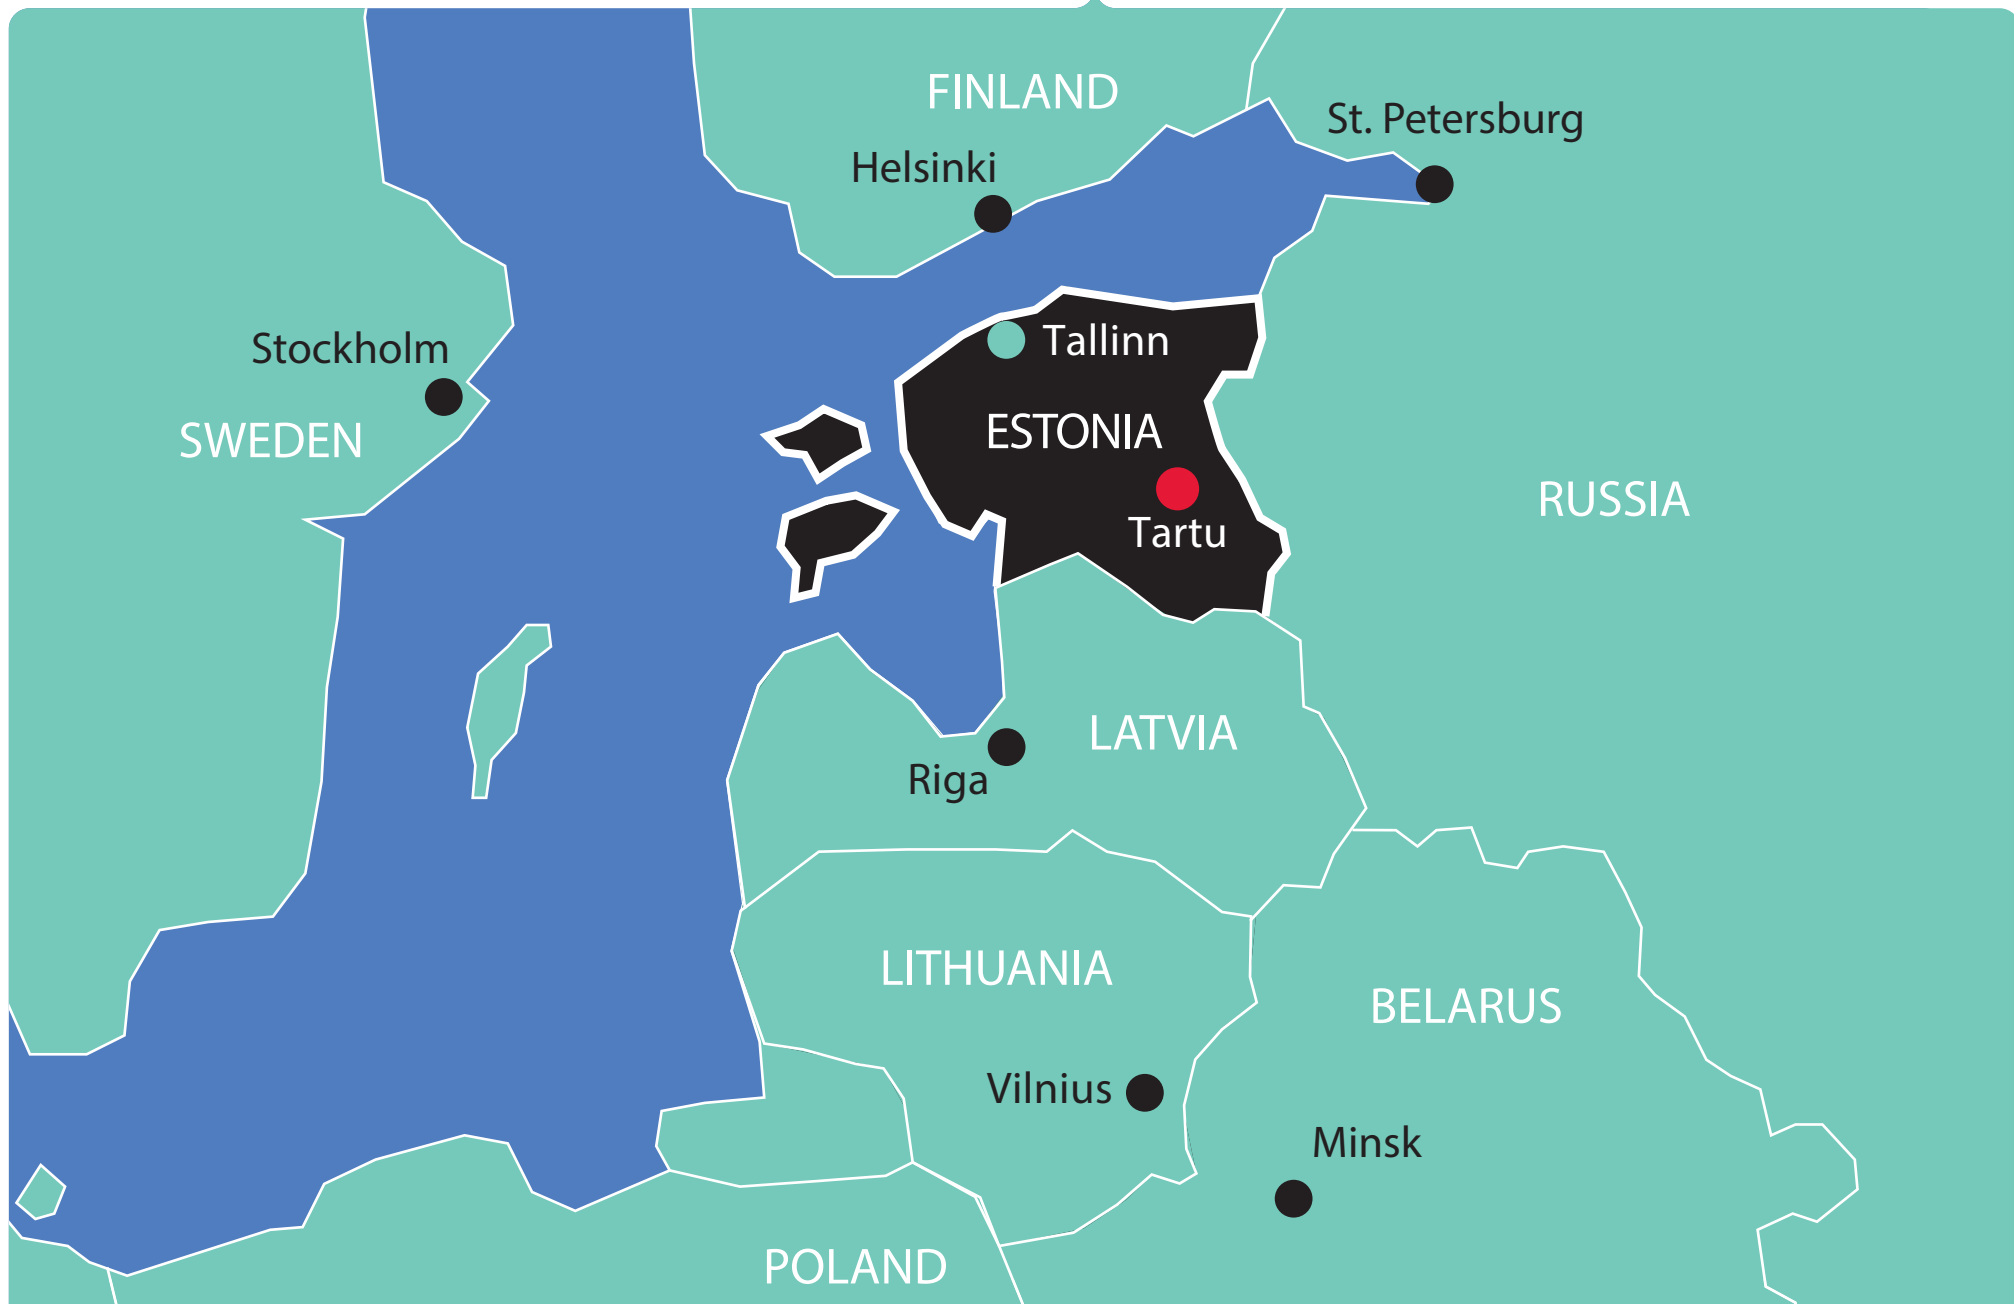 FINLAND
St. Petersburg
Helsinki
Tallinn
Stockholm
ESTONIA
SWEDEN
RUSSIA
Tartu
LATVIA
Riga
LITHUANIA
BELARUS
Vilnius
Minsk
POLAND